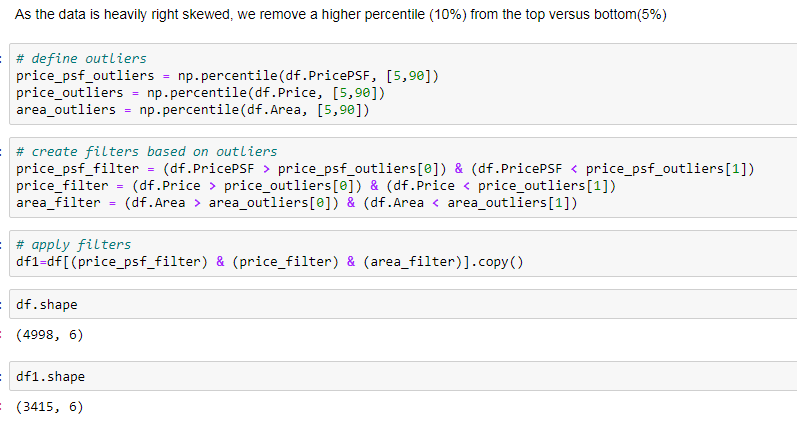 As the data is heavily right skewed, we remove a higher percentile (10%) from the top versus bottom(5%)
# define outliers
price_psf_outliers = np.percentile(df.PricePSF, [5,90])
price_outliers = np.percentile(df.Price, [5,90])
area_outliers = np.percentile(df.Area, [5,90])
# create filters based on outliers
price_psf_filter = (df.PricePSF > price_psf_outliers[0]) & (df.PricePSF < price_psf_outliers[1])
price_filter = (df.Price > price_outliers[0]) & (df.Price < price_outliers[1])
area_filter = (df.Area > area_outliers[0]) & (df.Area < area_outliers[1])
# apply filters
df1=df[(price_psf_filter) & (price_filter) & (area_filter)].copy()
df.shape
(4998, 6)
df1.shape
(3415, 6)